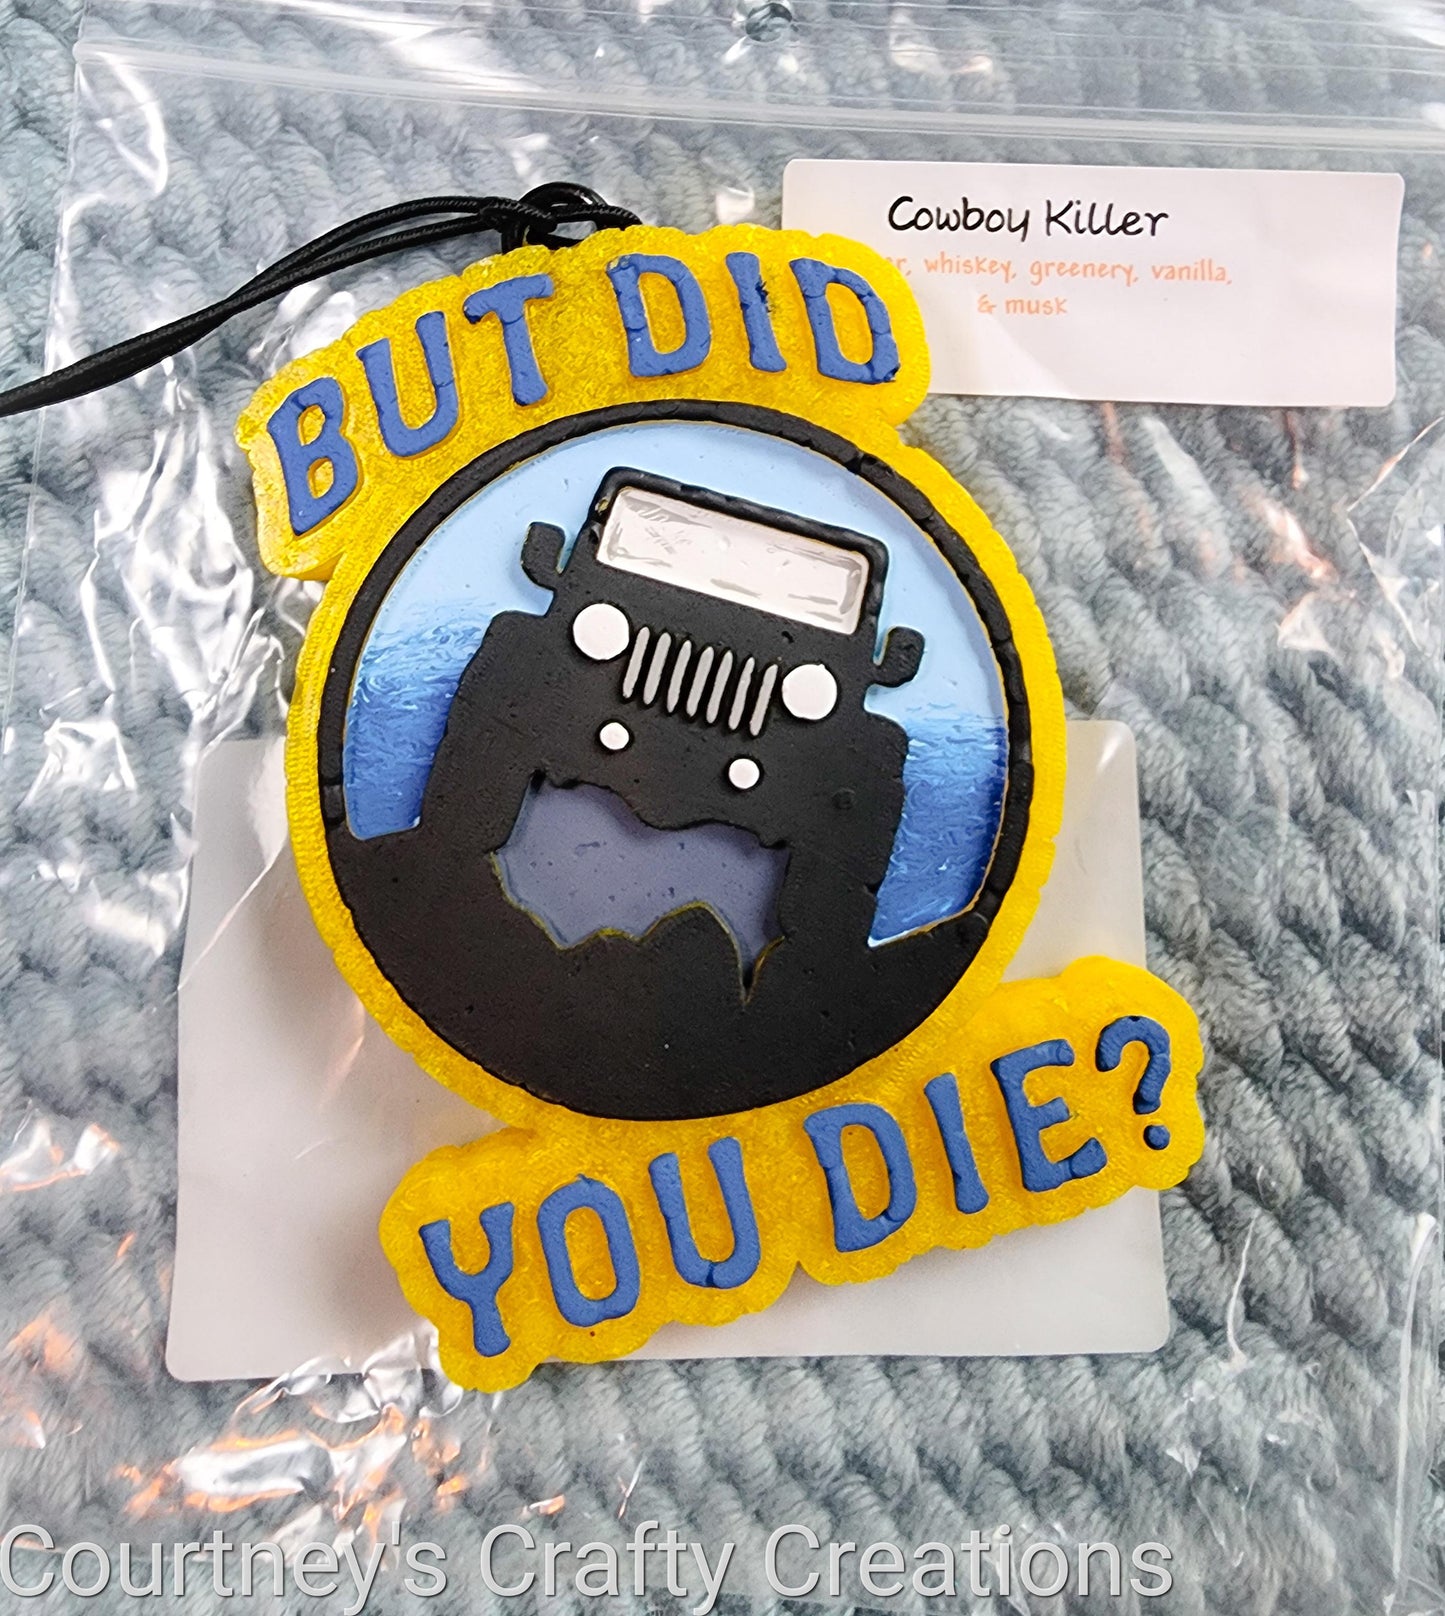 Cowboy Killer
whiskey, greenery, vanilla,
& musk
BUT DID
YOU DIE?
Courtney's Crafty Creations